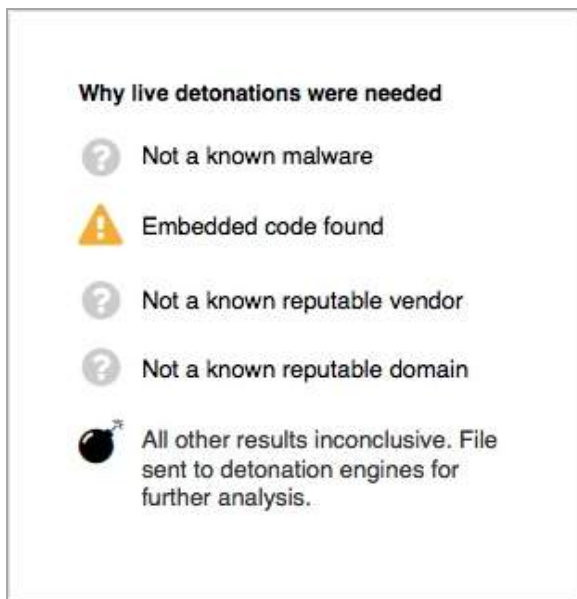 Why live detonations were needed
Not a known malware
Embedded code found
Not a known reputable vendor
Not a known reputable domain
All other results inconclusive. File
sent to detonation engines for
further analysis.